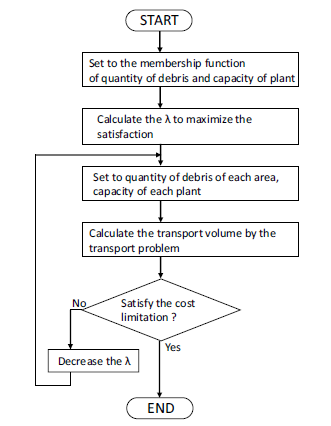 START
Set to the membership function
of quantity of debris and capacity of plant
Calculate the λ to maximize the
satisfaction
Set to quantity of debris of each area,
capacity of each plant
Calculate the transport volume by the
transport problem
Satisfy the cost
limitation ?
No
Yes
Decrease the λ
END